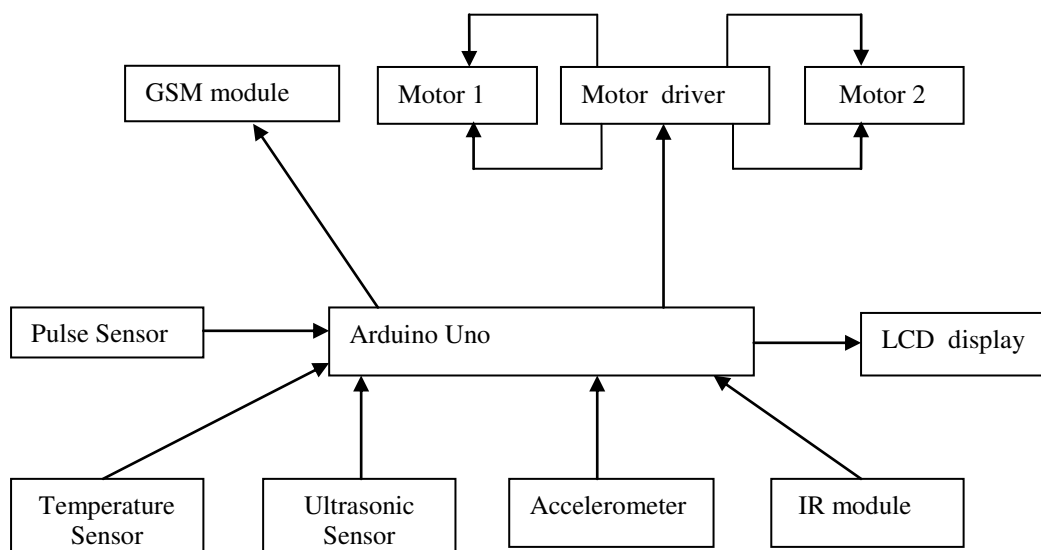 GSM module
Motor 1
Motor driver
Motor 2
Pulse Sensor
Arduino Uno
LCD display
Temperature
Sensor
Ultrasonic
Sensor
Accelerometer
IR module